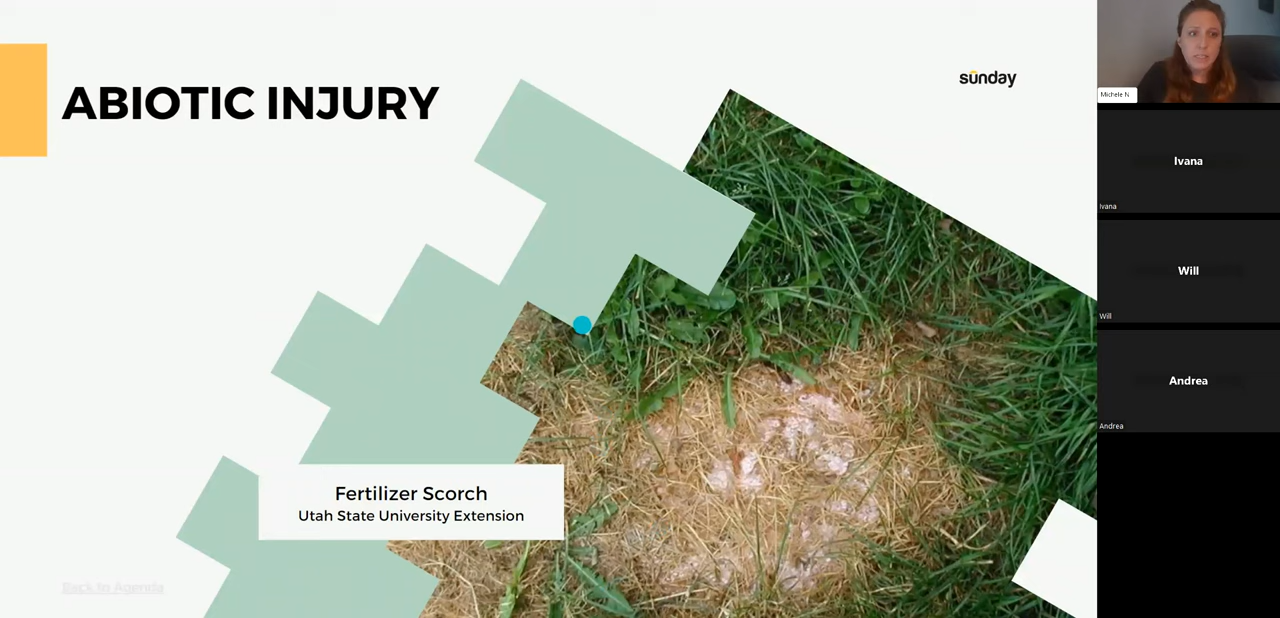 ABIOTIC INJURY
sunday
Fertilizer Scorch
Utah State University Extension
Back to Agenda
Michele N.
Ivana
Ivana
Will
Will
Andrea
Andrea